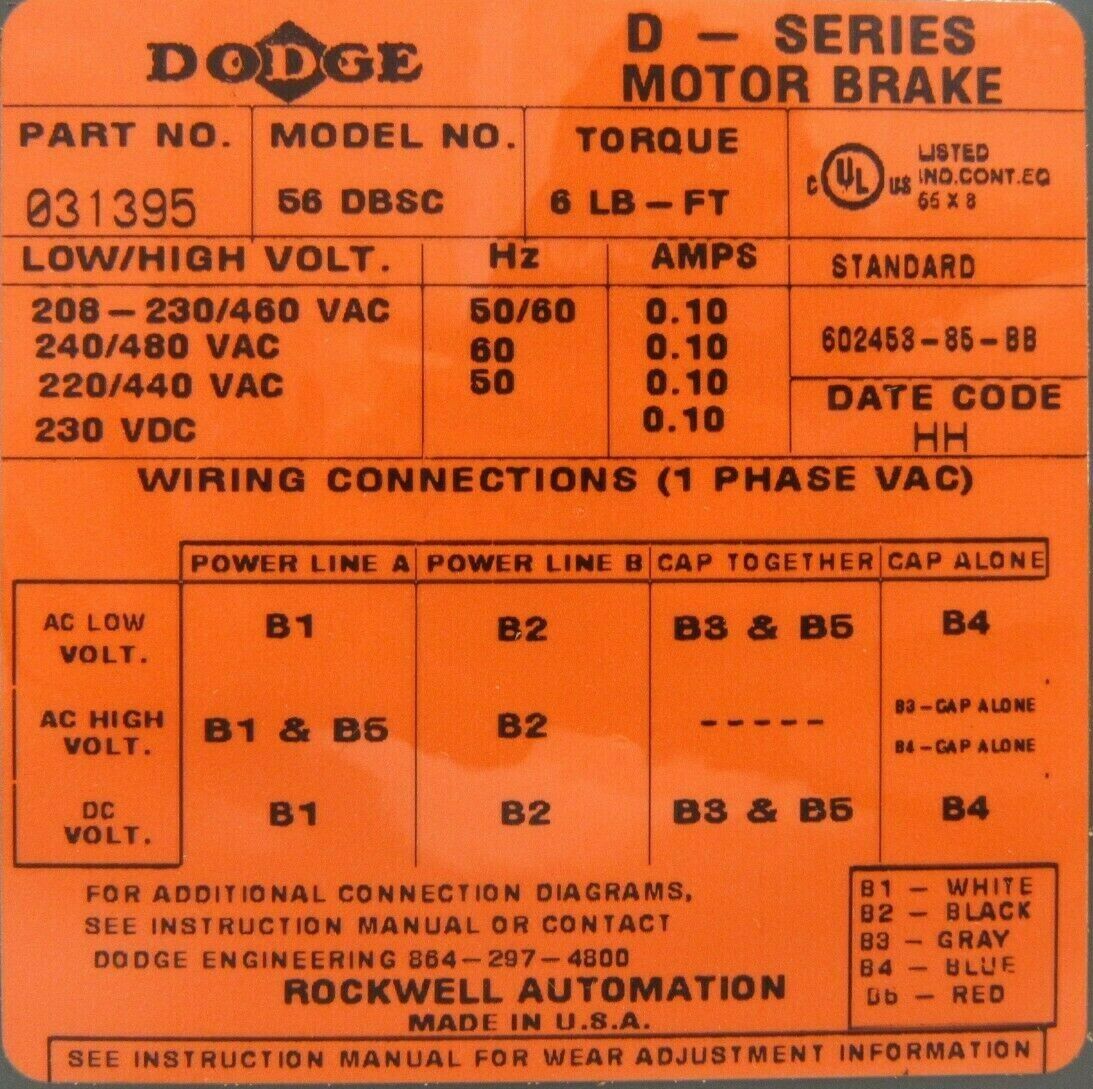 DODGE
D – SERIES
MOTOR BRAKE
PART NO. MODEL NO. TORQUE
031395 56 DBSC 6 LB – FT
C UL US LISTED
IND.CONT.EQ
55 X 8
LOW/HIGH VOLT. Hz AMPS STANDARD
208 – 230/460 VAC 50/60 0.10
240/480 VAC 60 0.10 602453 – 85 – BB
220/440 VAC 50 0.10 DATE CODE
230 VDC 0.10 HH
WIRING CONNECTIONS (1 PHASE VAC)
POWER LINE A POWER LINE B CAP TOGETHER CAP ALONE
AC LOW VOLT. B1 B2 B3 & B5 B4
AC HIGH VOLT. B1 & B5 B2 ----- B3 – CAP ALONE
B4 – CAP ALONE
DC VOLT. B1 B2 B3 & B5 B4
FOR ADDITIONAL CONNECTION DIAGRAMS,
SEE INSTRUCTION MANUAL OR CONTACT
DODGE ENGINEERING 864–297–4800
ROCKWELL AUTOMATION
MADE IN U.S.A.
B1 – WHITE
B2 – BLACK
B3 – GRAY
B4 – BLUE
B5 – RED
SEE INSTRUCTION MANUAL FOR WEAR ADJUSTMENT INFORMATION